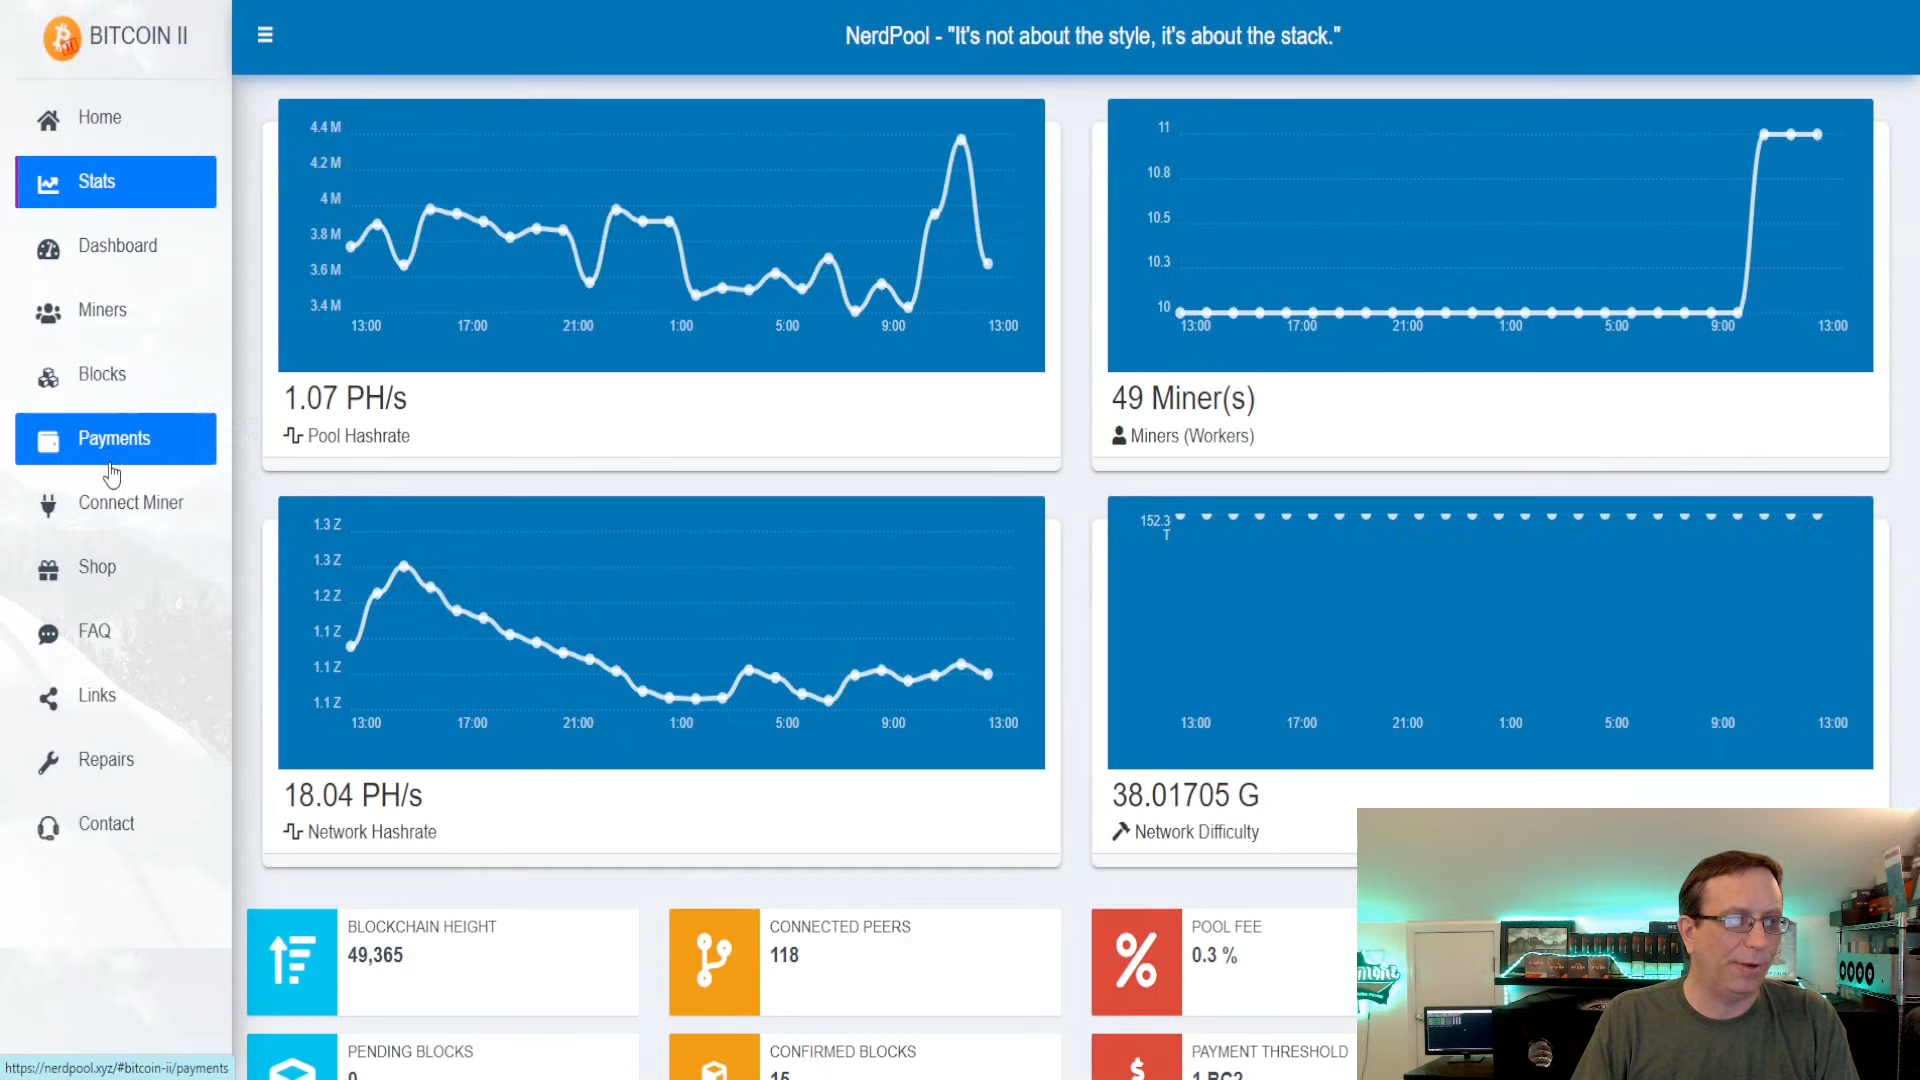 BITCOIN II
NerdPool - "It's not about the style, it's about the stack."
Home
Stats
Dashboard
Miners
Blocks
Payments
Connect Miner
Shop
FAQ
Links
Repairs
Contact
4.4 M
4.2 M
4 M
3.8 M
3.6 M
3.4 M
13:00 17:00 21:00 1:00 5:00 9:00 13:00
1.07 PH/s
Pool Hashrate
11
10.8
10.5
10.3
10
13:00 17:00 21:00 1:00 5:00 9:00 13:00
49 Miner(s)
Miners (Workers)
1.3 Z
1.3 Z
1.2 Z
1.1 Z
1.1 Z
1.1 Z
13:00 17:00 21:00 1:00 5:00 9:00 13:00
18.04 PH/s
Network Hashrate
152.3
T
13:00 17:00 21:00 1:00 5:00 9:00 13:00
38.01705 G
Network Difficulty
BLOCKCHAIN HEIGHT
49,365
CONNECTED PEERS
118
POOL FEE
0.3 %
PENDING BLOCKS
0
CONFIRMED BLOCKS
15
PAYMENT THRESHOLD
1 BC2
https://nerdpool.xyz/#bitcoin-ii/payments